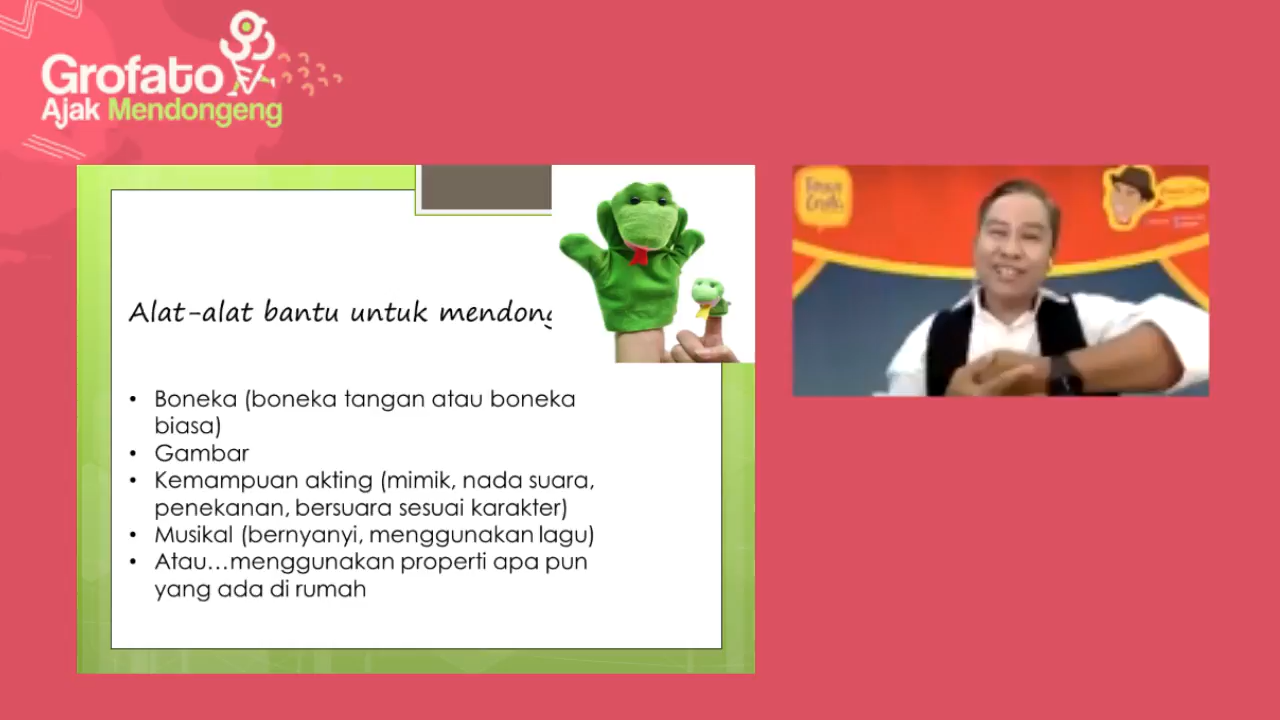 Grofato
Ajak Mendongeng
Alat-alat bantu untuk mendong
• Boneka (boneka tangan atau boneka
biasa)
• Gambar
• Kemampuan akting (mimik, nada suara,
penekanan, bersuara sesuai karakter)
• Musikal (bernyanyi, menggunakan lagu)
• Atau...menggunakan properti apa pun
yang ada di rumah